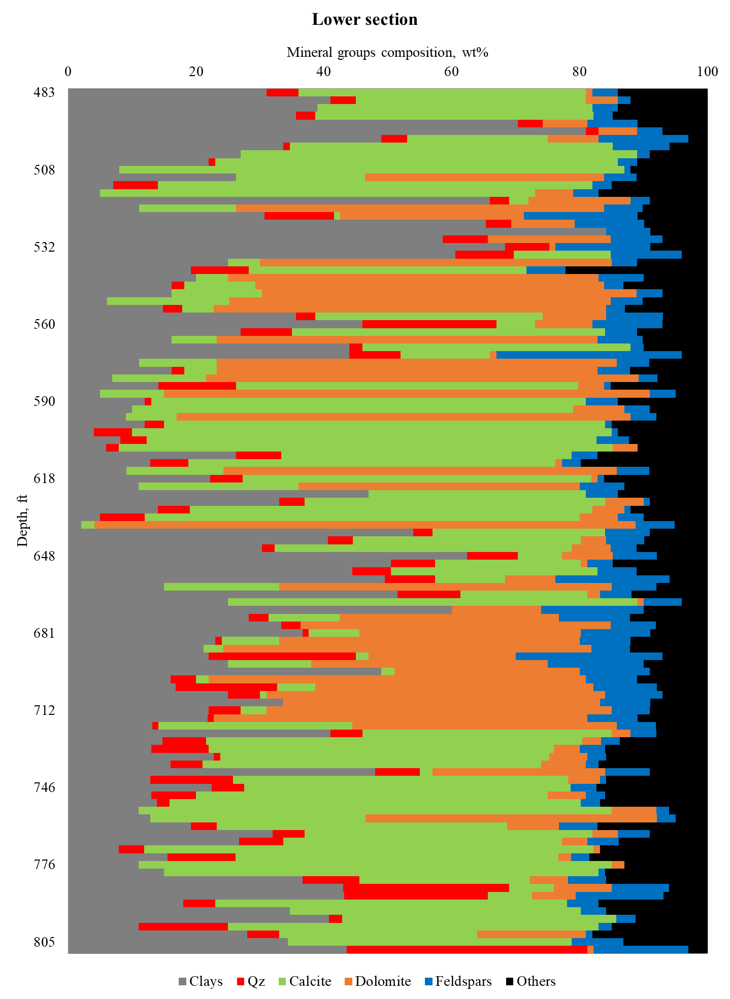 Lower section
Mineral groups composition, wt%
0 20 40 60 80 100
483
508
532
560
590
618
Depth, ft
648
681
712
746
776
805
Clays Qz Calcite Dolomite Feldspars Others